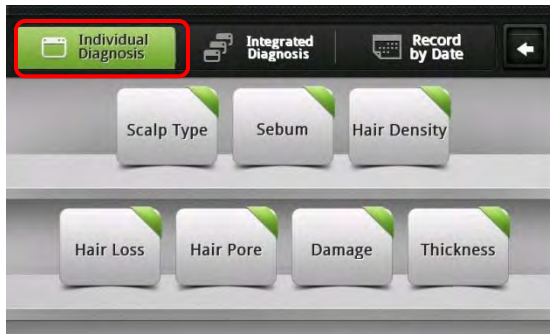 Individual
Diagnosis
Integrated
Diagnosis
Record
by Date
Scalp Type
Sebum
Hair Density
Hair Loss
Hair Pore
Damage
Thickness